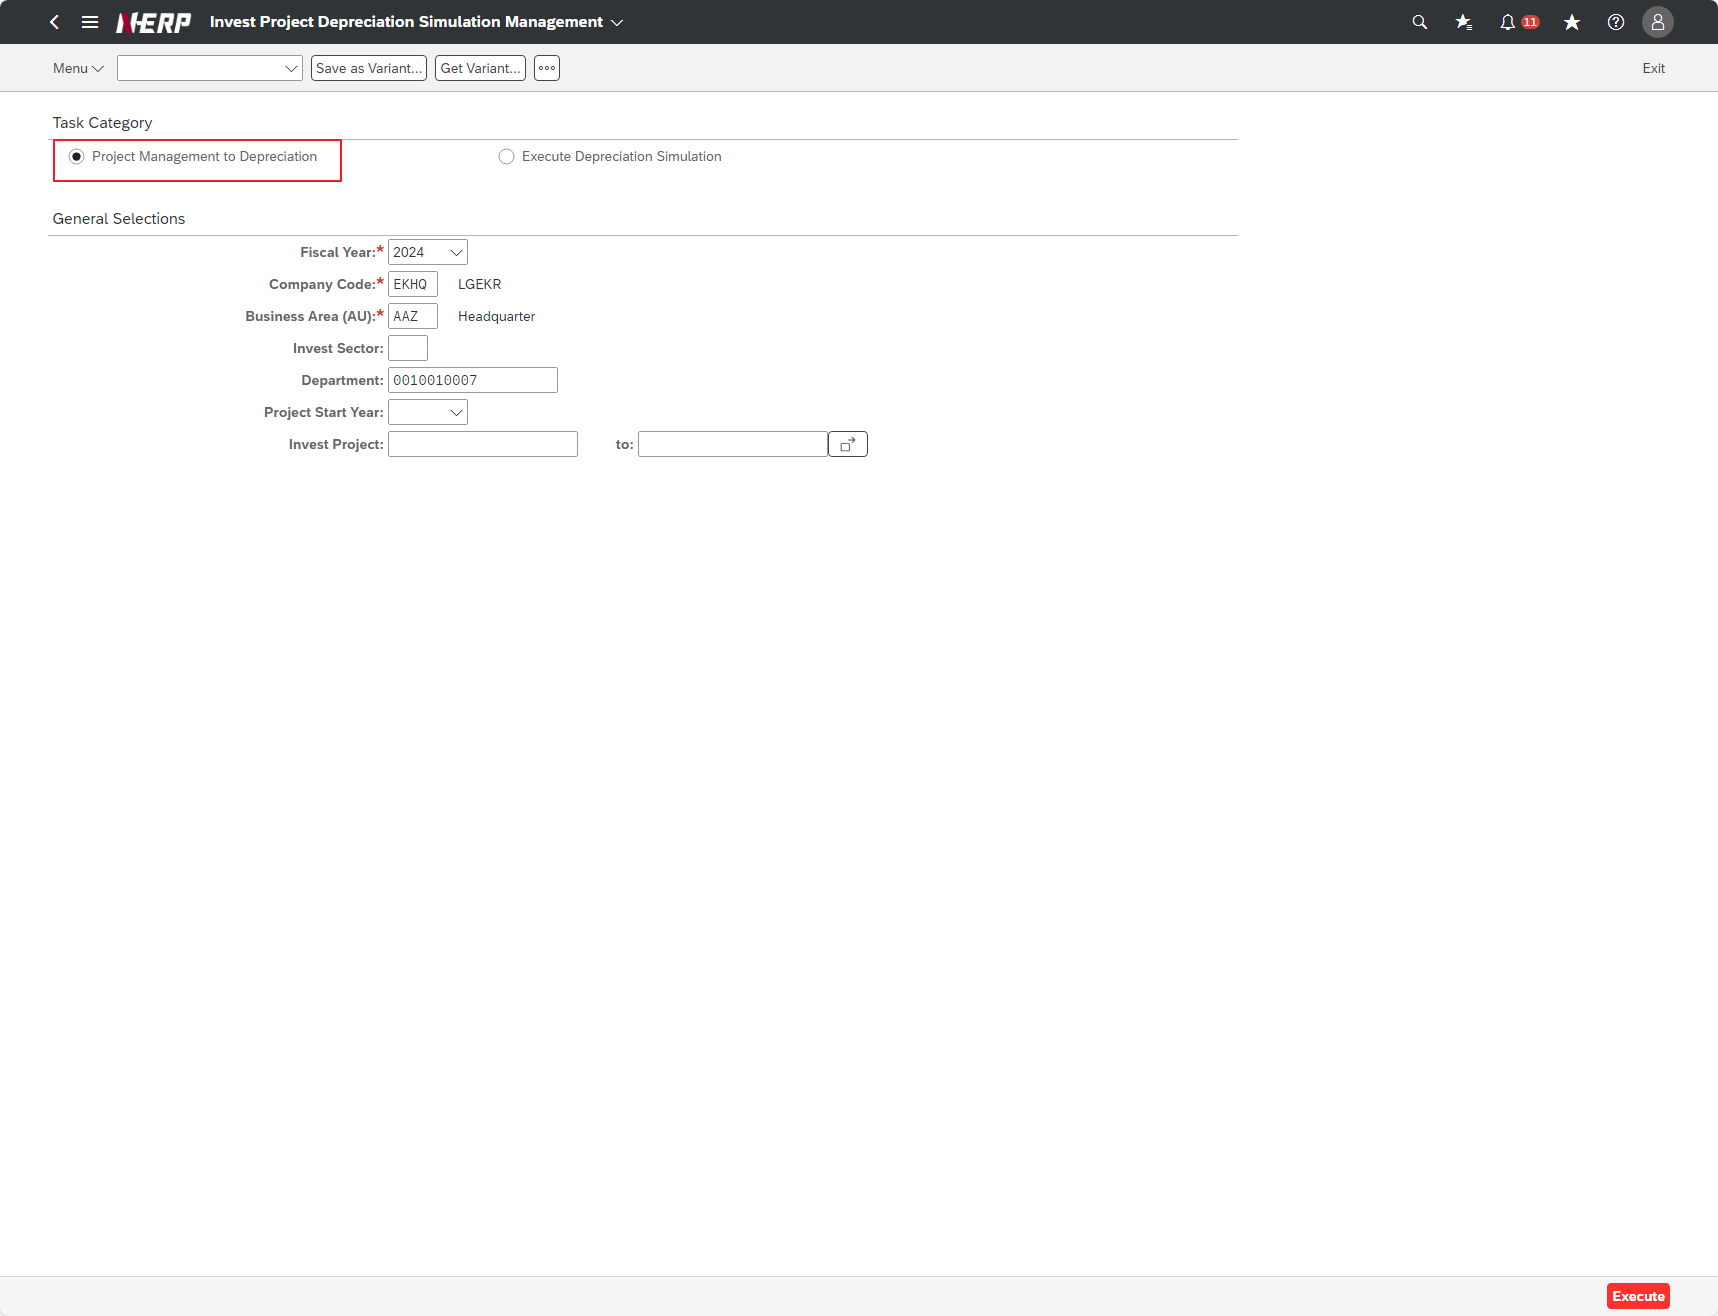 NERP Invest Project Depreciation Simulation Management 11
Menu Save as Variant... Get Variant... Exit
Task Category
Project Management to Depreciation Execute Depreciation Simulation
General Selections
Fiscal Year:* 2024
Company Code:* EKHQ LGEKR
Business Area (AU):* AAZ Headquarter
Invest Sector:
Department: 0010010007
Project Start Year:
Invest Project: to:
Execute